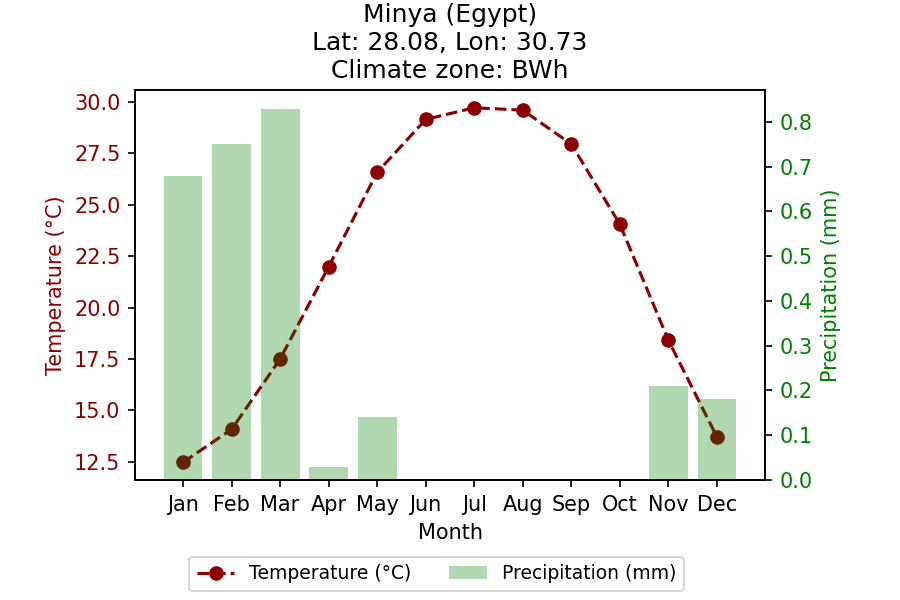 Minya (Egypt)
Lat: 28.08, Lon: 30.73
Climate zone: BWh
Temperature (°C)
30.0
27.5
25.0
22.5
20.0
17.5
15.0
12.5
0.8
0.7
0.6
0.5
0.4
0.3
0.2
0.1
0.0
Precipitation (mm)
Jan Feb Mar Apr May Jun Jul Aug Sep Oct Nov Dec
Month
Temperature (°C) Precipitation (mm)